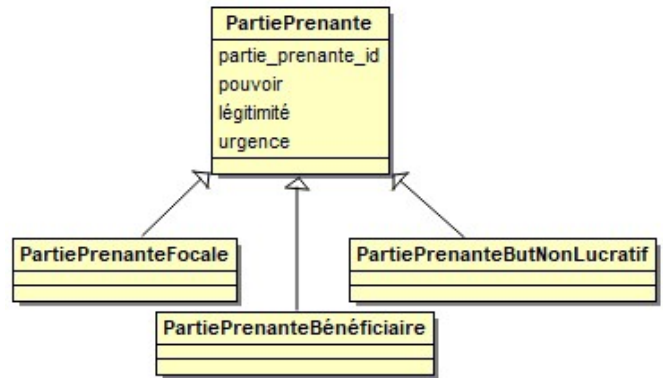 PartiePrenante
partie_prenante_id
pouvoir
légitimité
urgence
PartiePrenanteFocale
PartiePrenanteButNonLucratif
PartiePrenanteBénéficiaire